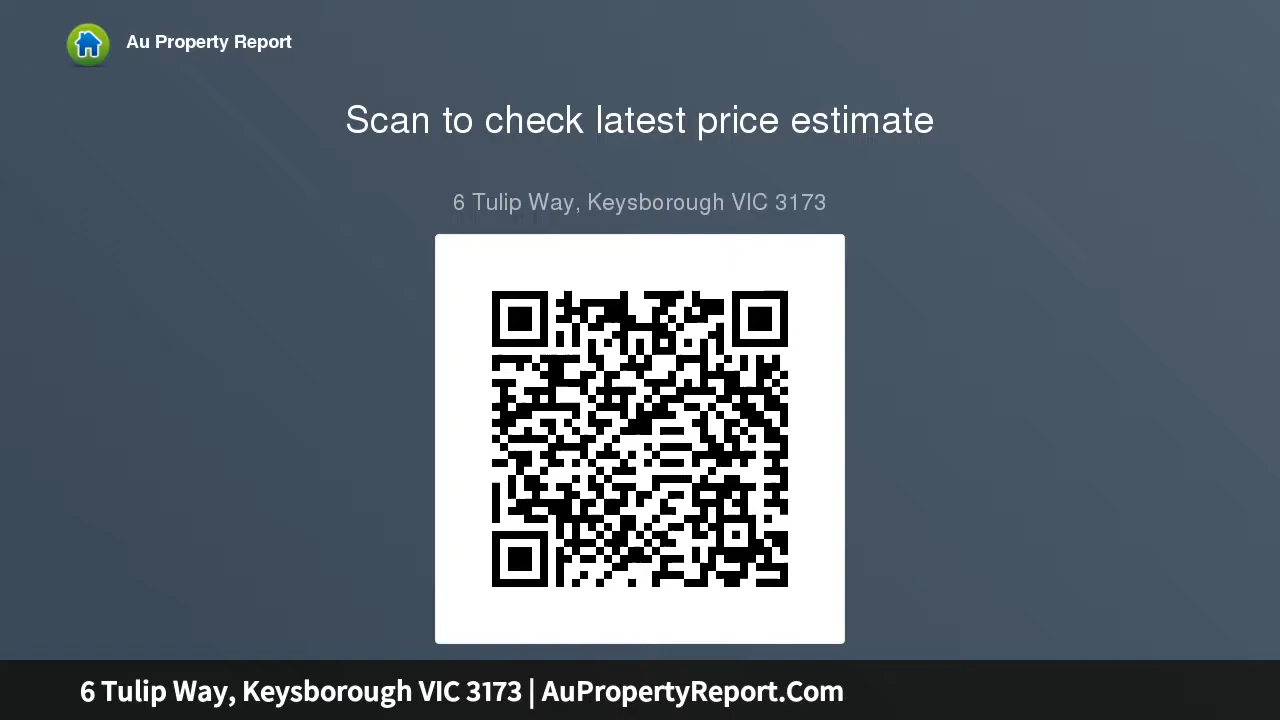 Au Property Report
Scan to check latest price estimate
6 Tulip Way, Keysborough VIC 3173
6 Tulip Way, Keysborough VIC 3173 | AuPropertyReport.Com